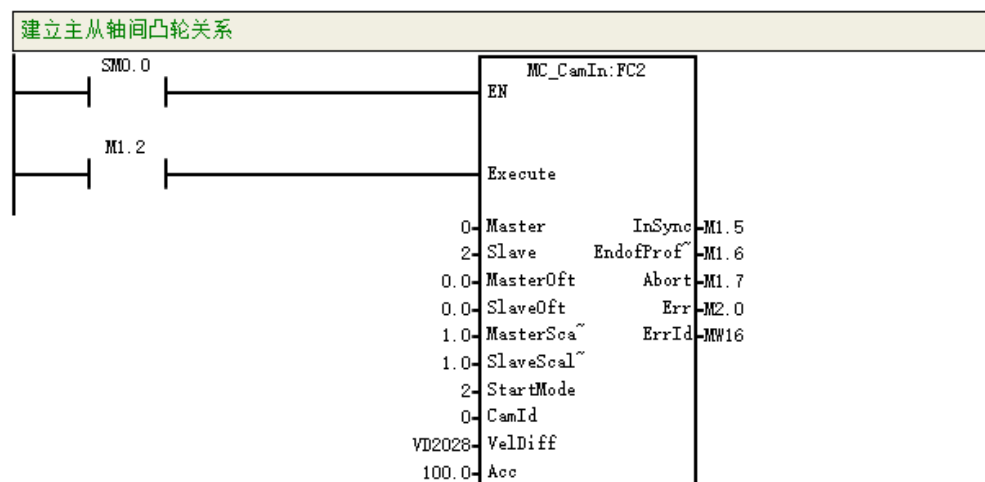 建立主从轴间凸轮关系
SM0.0
MC_CamIn:FC2
EN
M1.2
Execute
0 Master InSync M1.5
2 Slave EndofProf~ M1.6
0.0 MasterOft Abort M1.7
0.0 SlaveOft Err M2.0
1.0 MasterSca~ ErrId MW16
1.0 SlaveScal~
2 StartMode
0 CamId
VD2028 VelDiff
100.0 Acc